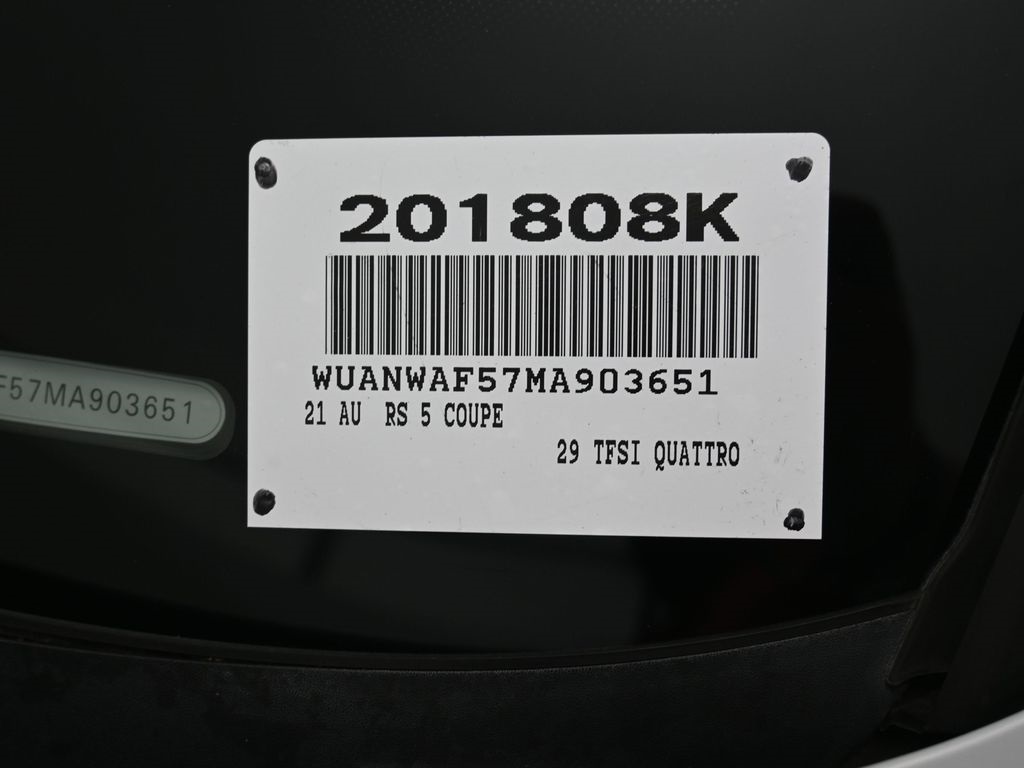 201808K
WUANWAF57MA903651
21 AU RS 5 COUPE
29 TFSI QUATTRO
F57MA903651